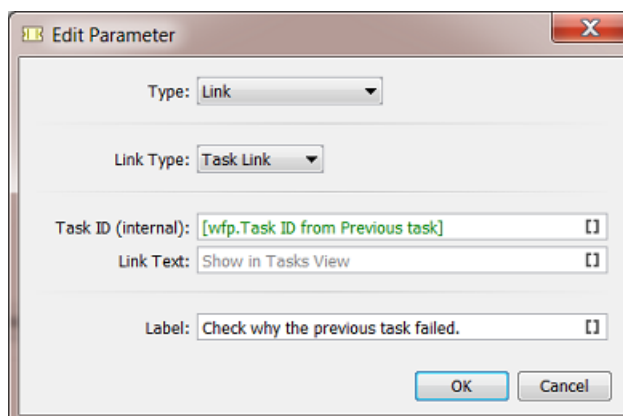 Edit Parameter
Type: Link
Link Type: Task Link
Task ID (internal): [wfp.Task ID from Previous task] []
Link Text: Show in Tasks View []
Label: Check why the previous task failed. []
OK Cancel